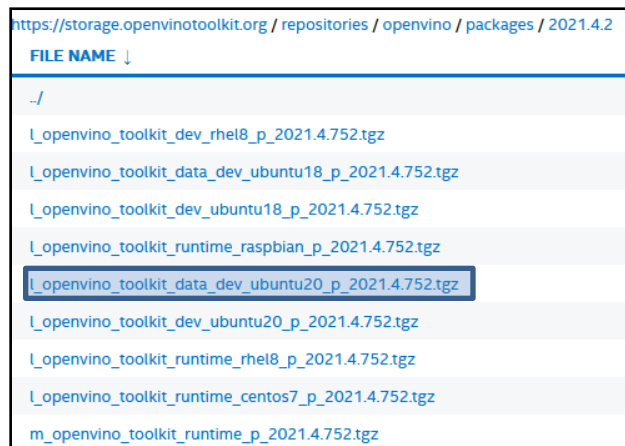 https://storage.openvinotoolkit.org / repositories / openvino / packages / 2021.4.2
FILE NAME ↓
../
l_openvino_toolkit_dev_rhel8_p_2021.4.752.tgz
l_openvino_toolkit_data_dev_ubuntu18_p_2021.4.752.tgz
l_openvino_toolkit_dev_ubuntu18_p_2021.4.752.tgz
l_openvino_toolkit_runtime_raspbian_p_2021.4.752.tgz
l_openvino_toolkit_data_dev_ubuntu20_p_2021.4.752.tgz
l_openvino_toolkit_dev_ubuntu20_p_2021.4.752.tgz
l_openvino_toolkit_runtime_rhel8_p_2021.4.752.tgz
l_openvino_toolkit_runtime_centos7_p_2021.4.752.tgz
m_openvino_toolkit_runtime_p_2021.4.752.tgz